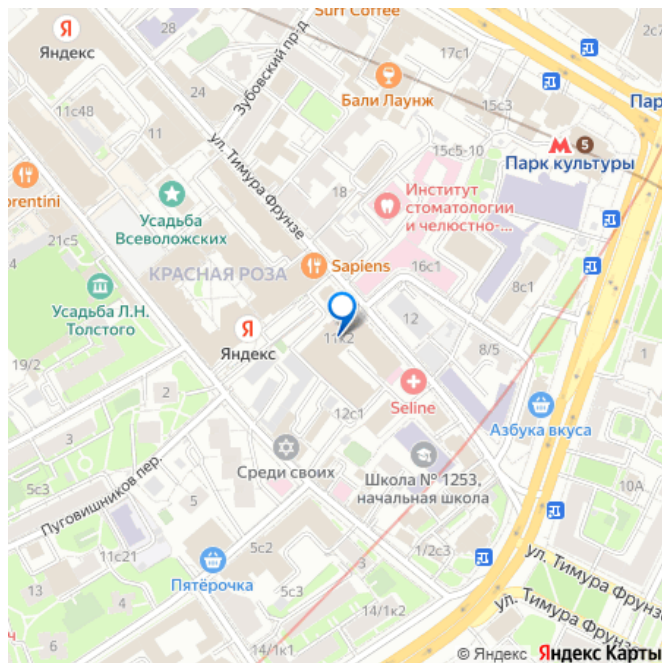 Surf Coffee
28
Я
Яндекс
Зубовский пр-д
17с1
2с7
24
Бали Лаунж
15с3
Пар
11с48
11
ул. Тимура Фрунзе
15с5-10
5
Парк культуры
orentini
18
Институт
стоматологии
и челюстно-...
Усадьба
Всеволожских
21с5
КРАСНАЯ РОЗА
Sapiens
16с1
8с1
Усадьба Л.Н.
Толстого
Я
Яндекс
11к2
12
8/5
1
19/2
2
Seline
Азбука вкуса
12с1
3
Среди своих
Школа № 1253,
начальная школа
Пуговишников пер.
5с3
5
10А
11с21
5с2
1/2с3
13
Пятёрочка
ул. Тимура Фрунзе
8
5с3
ул. Тимура Фрунзе
6
4
14/1к2
ч
14/1к1
© Яндекс Яндекс Карты